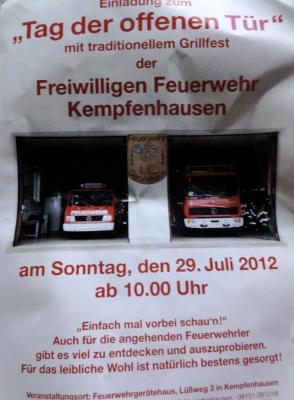 Einladung zum
„Tag der offenen Tür"
mit traditionellem Grillfest
der
Freiwilligen Feuerwehr
Kempfenhausen
Feuerwehr
FEUERWEHR
am Sonntag, den 29. Juli 2012
ab 10.00 Uhr
„Einfach mal vorbei schau'n!"
Auch für die angehenden Feuerwehrler
gibt es viel zu entdecken und auszuprobieren.
Für das leibliche Wohl ist natürlich bestens gesorgt!
Veranstaltungsort: Feuerwehrgerätehaus, Lüßweg 3 in Kempfenhausen